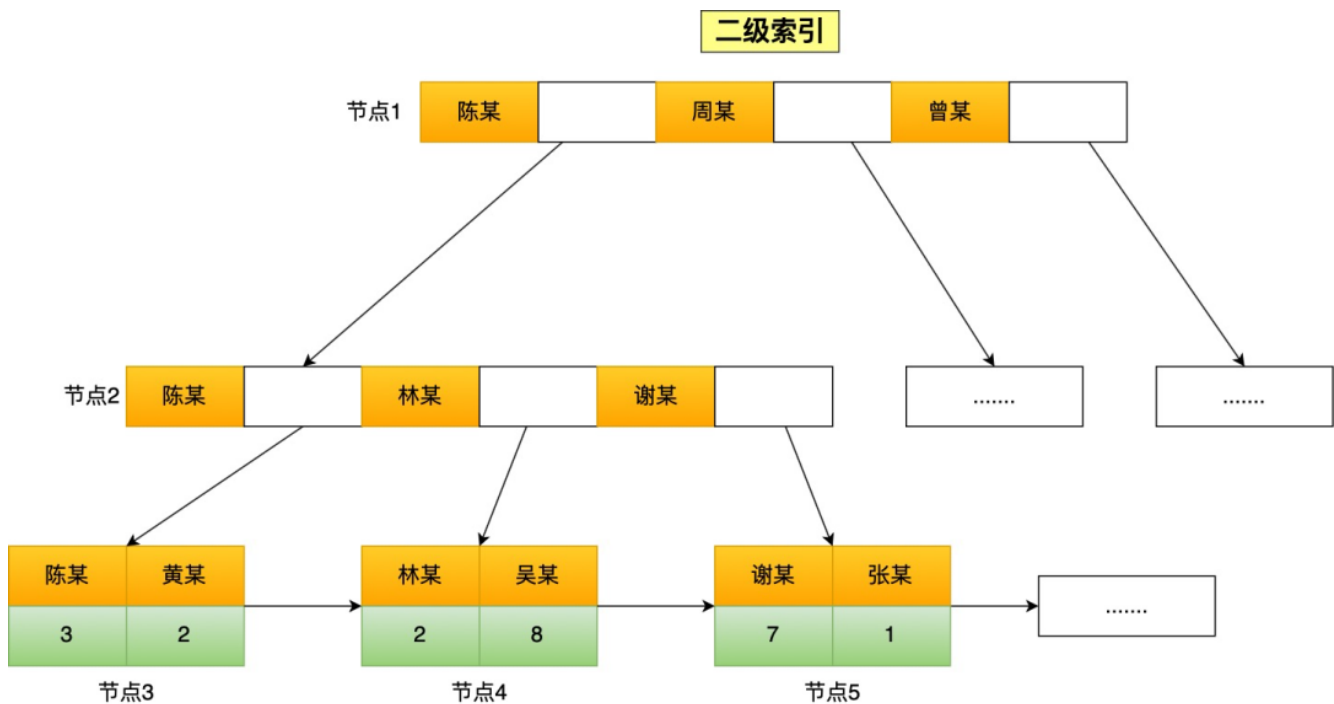 二级索引
节点1 陈某 周某 曾某
节点2 陈某 林某 谢某 ....... .......
陈某 黄某 林某 吴某 谢某 张某 .......
3 2 2 8 7 1
节点3 节点4 节点5